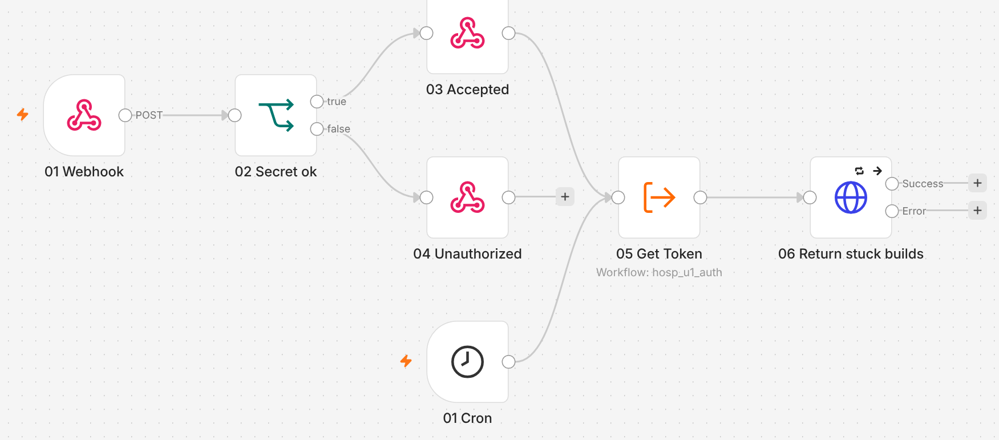 POST
01 Webhook
true
false
02 Secret ok
03 Accepted
04 Unauthorized
+
05 Get Token
Workflow: hosp_u1_auth
Success
+
Error
+
06 Return stuck builds
01 Cron